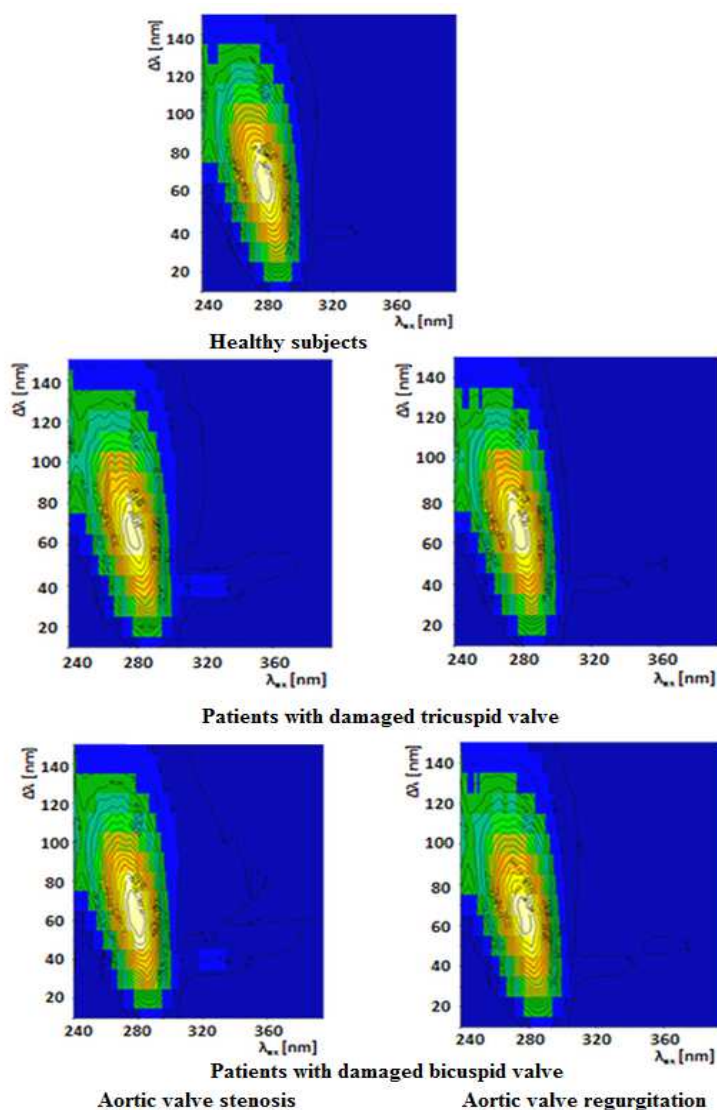 Δλ [nm]
140
120
100
80
60
40
20
240 280 320 360
λex [nm]
Healthy subjects
Δλ [nm]
140
120
100
80
60
40
20
240 280 320 360
λex [nm]
Δλ [nm]
140
120
100
80
60
40
20
240 280 320 360
λex [nm]
Patients with damaged tricuspid valve
Δλ [nm]
140
120
100
80
60
40
20
240 280 320 360
λex [nm]
Δλ [nm]
140
120
100
80
60
40
20
240 280 320 360
λex [nm]
Patients with damaged bicuspid valve
Aortic valve stenosis Aortic valve regurgitation